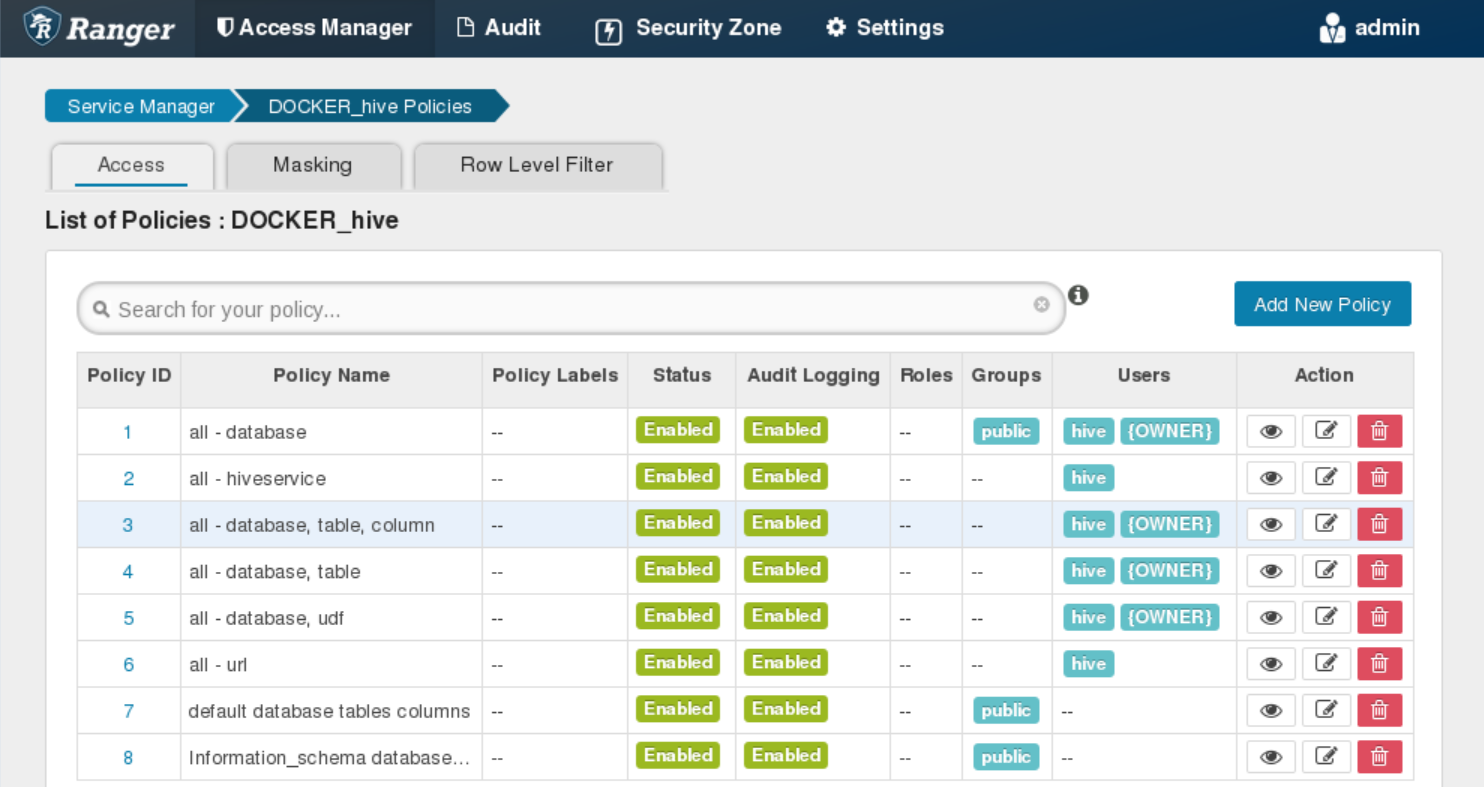 Ranger Access Manager Audit Security Zone Settings admin
Service Manager DOCKER_hive Policies
Access Masking Row Level Filter
List of Policies : DOCKER_hive
Search for your policy... Add New Policy
Policy ID Policy Name Policy Labels Status Audit Logging Roles Groups Users Action
1 all - database -- Enabled Enabled -- public hive {OWNER}
2 all - hiveservice -- Enabled Enabled -- -- hive
3 all - database, table, column -- Enabled Enabled -- -- hive {OWNER}
4 all - database, table -- Enabled Enabled -- -- hive {OWNER}
5 all - database, udf -- Enabled Enabled -- -- hive {OWNER}
6 all - url -- Enabled Enabled -- -- hive
7 default database tables columns -- Enabled Enabled -- public --
8 Information_schema database... -- Enabled Enabled -- public --